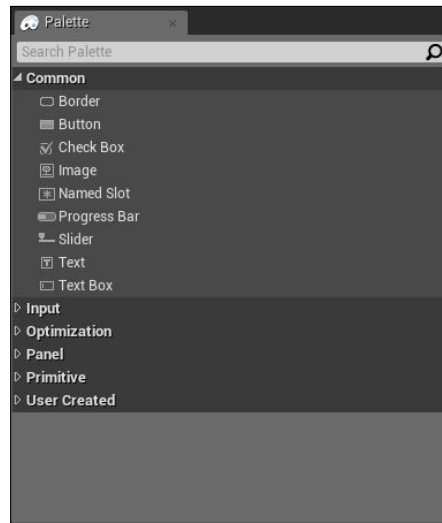 Palette
Search Palette
Common
Border
Button
Check Box
Image
Named Slot
Progress Bar
Slider
Text
Text Box
Input
Optimization
Panel
Primitive
User Created